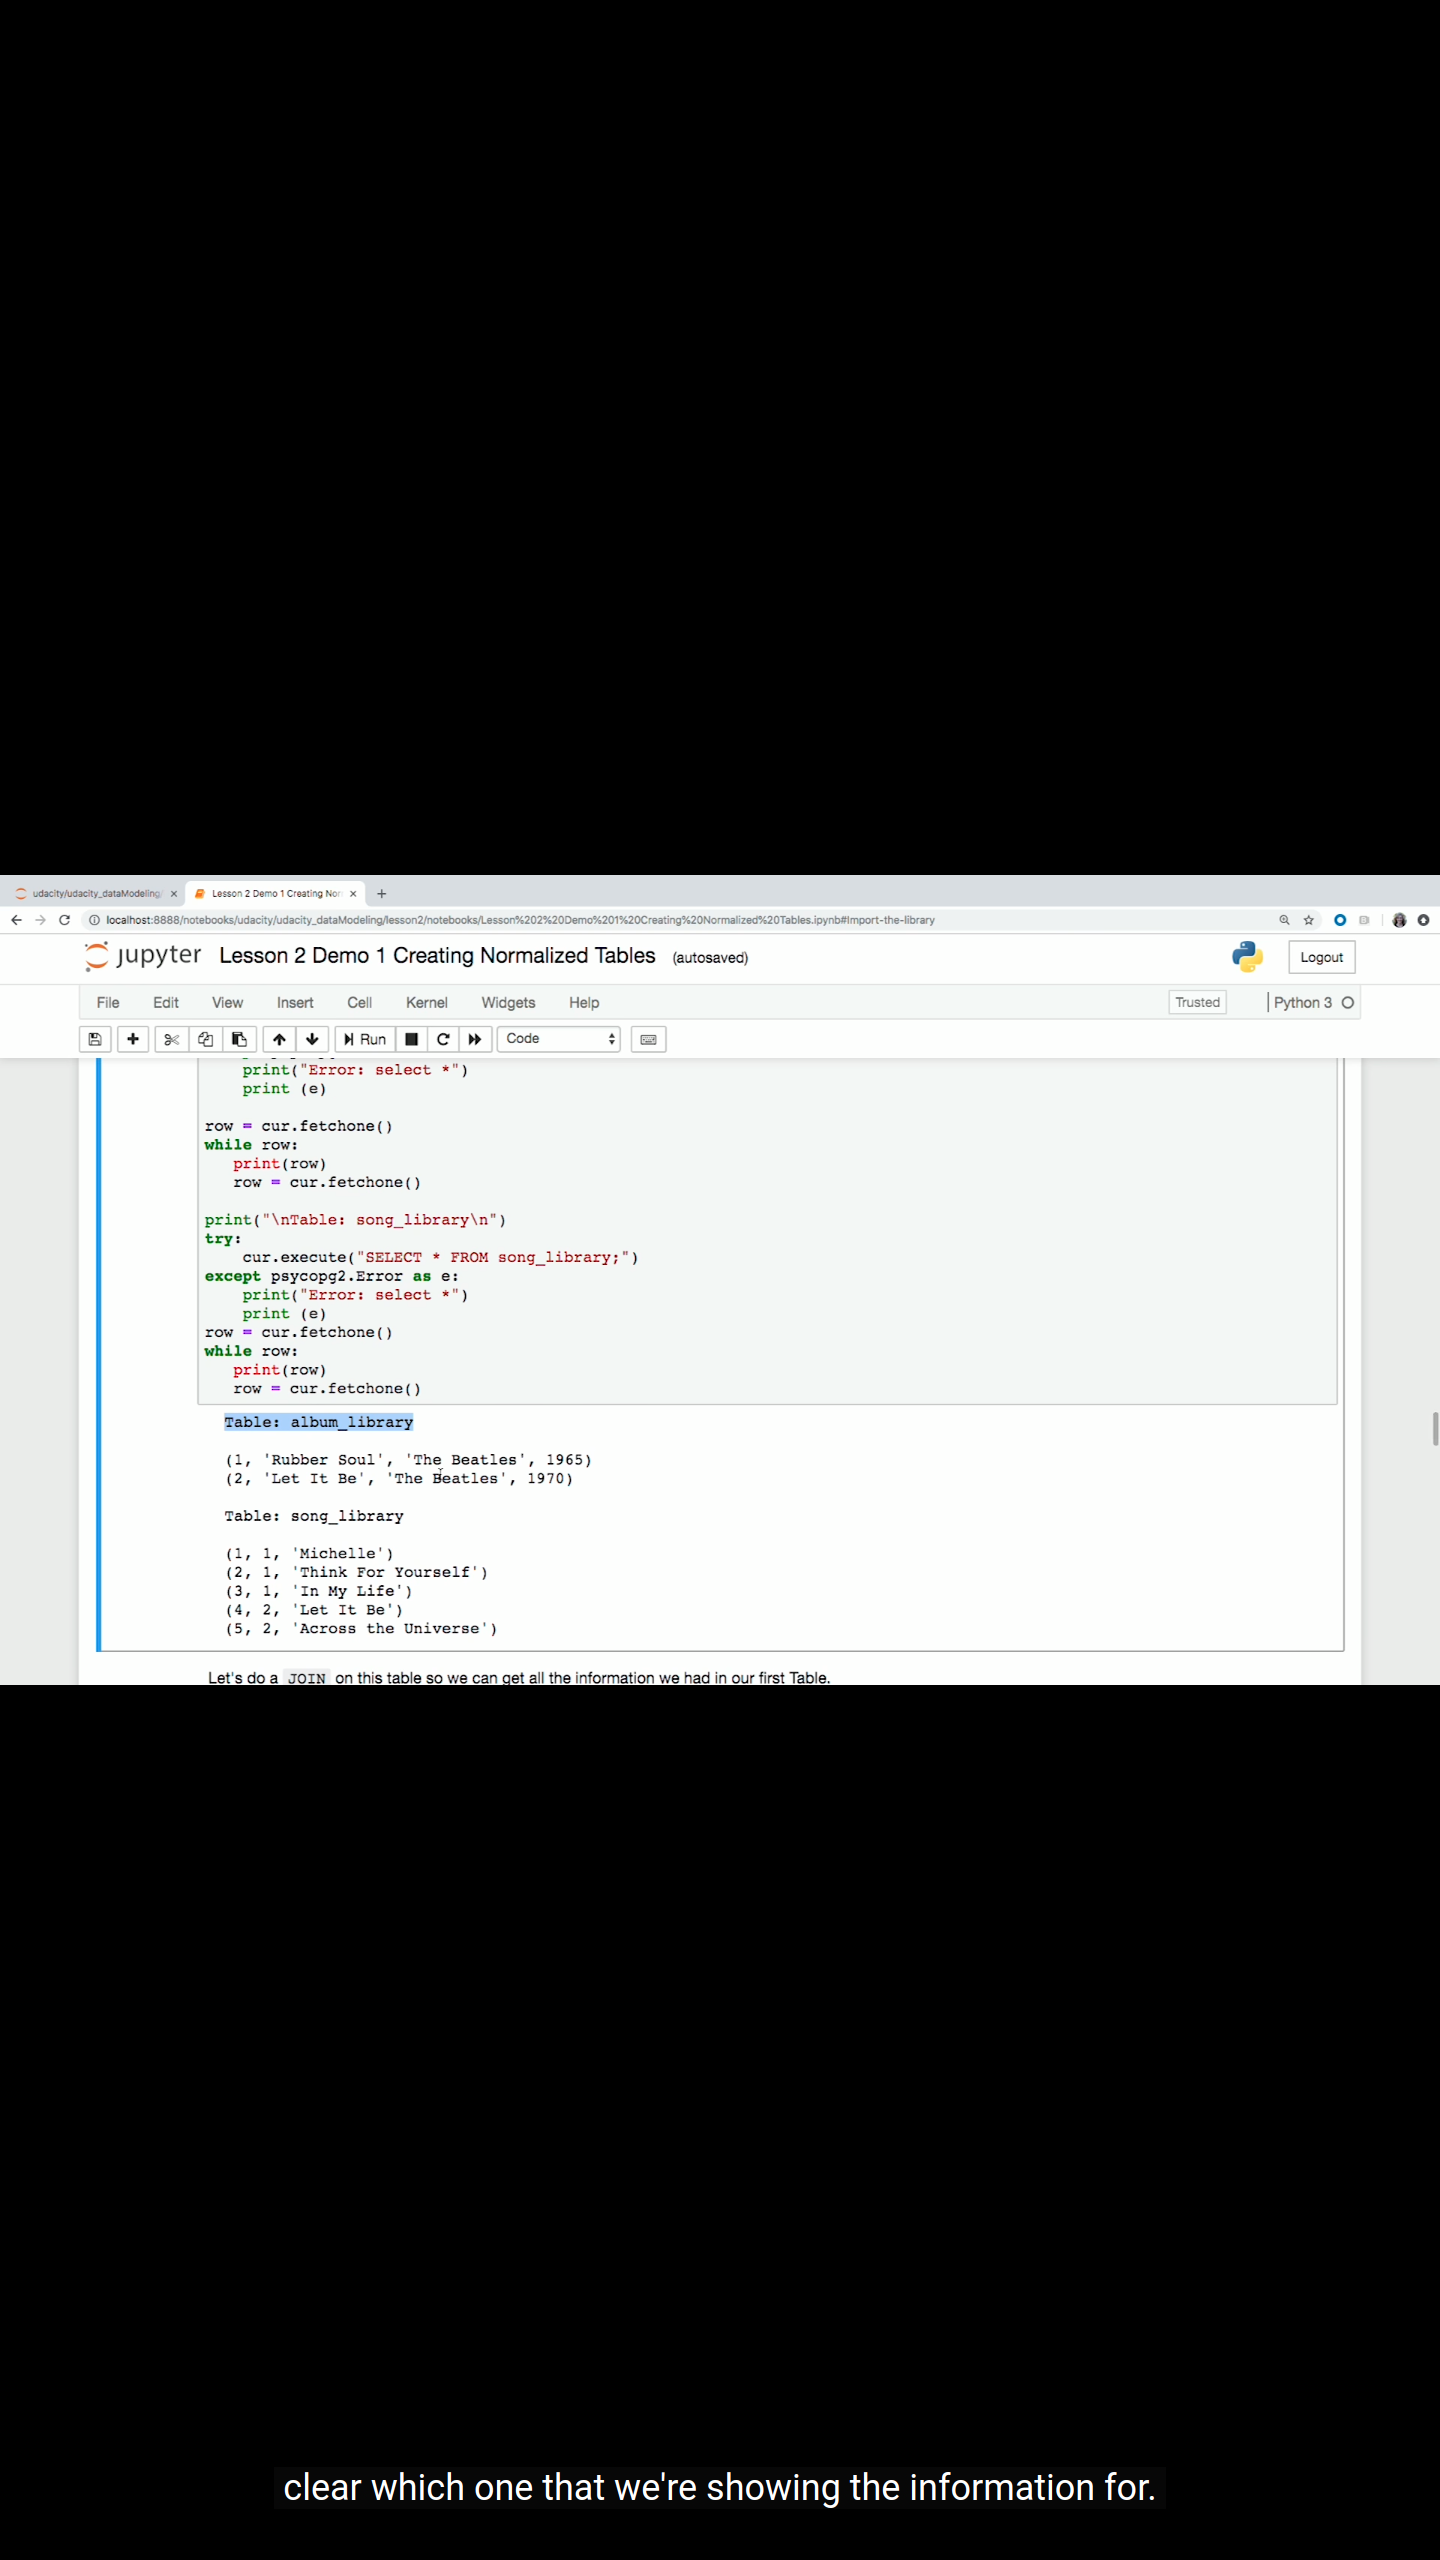 udacity/udacity_dataModeling/
Lesson 2 Demo 1 Creating Nor
localhost:8888/notebooks/udacity/udacity_dataModeling/lesson2/notebooks/Lesson%202%20Demo%201%20Creating%20Normalized%20Tables.ipynb#Import-the-library
jupyter Lesson 2 Demo 1 Creating Normalized Tables (autosaved) Logout
File Edit View Insert Cell Kernel Widgets Help Trusted Python 3
Run Code
print("Error: select *")
print (e)
row = cur.fetchone()
while row:
print(row)
row = cur.fetchone()
print("\nTable: song_library\n")
try:
cur.execute("SELECT * FROM song_library;")
except psycopg2.Error as e:
print("Error: select *")
print (e)
row = cur.fetchone()
while row:
print(row)
row = cur.fetchone()
Table: album_library
(1, 'Rubber Soul', 'The Beatles', 1965)
(2, 'Let It Be', 'The Beatles', 1970)
Table: song_library
(1, 1, 'Michelle')
(2, 1, 'Think For Yourself')
(3, 1, 'In My Life')
(4, 2, 'Let It Be')
(5, 2, 'Across the Universe')
Let's do a JOIN on this table so we can get all the information we had in our first Table.
clear which one that we're showing the information for.